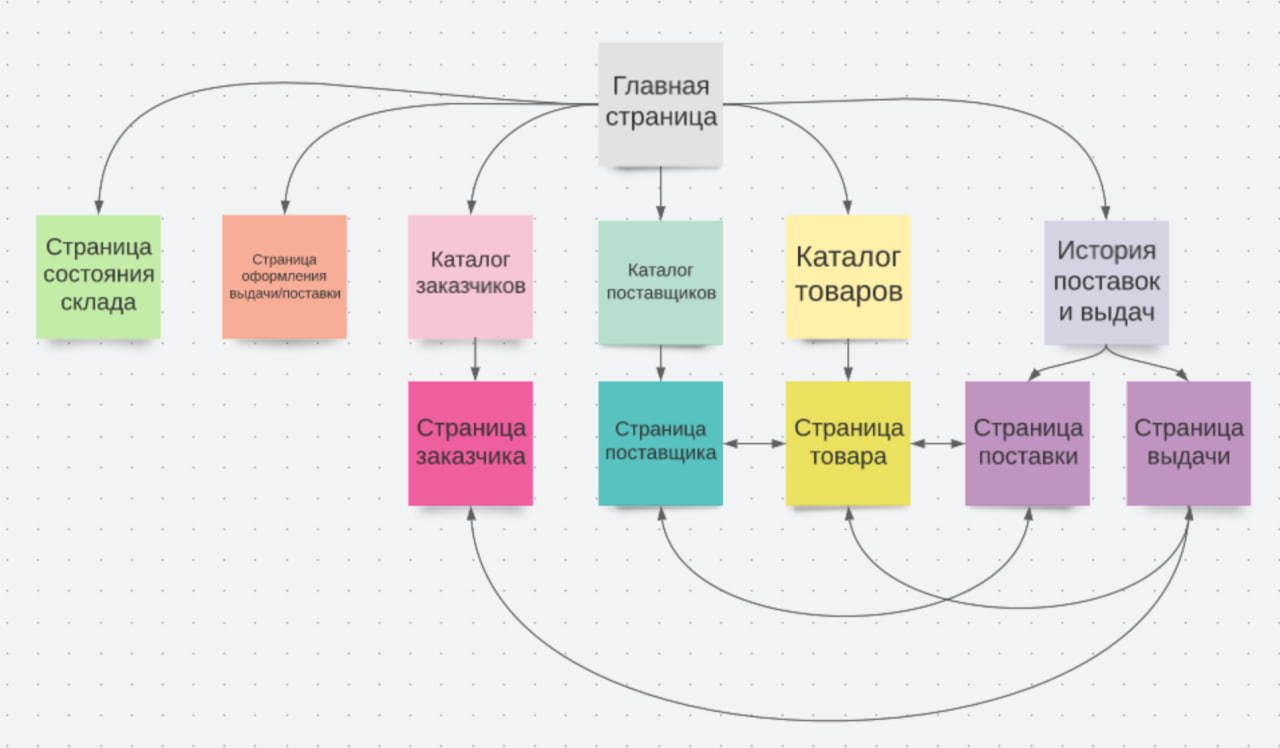 Главная
страница
Страница
состояния
склада
Страница
оформления
выдачи/поставки
Каталог
заказчиков
Каталог
поставщиков
Каталог
товаров
История
поставок
и выдач
Страница
заказчика
Страница
поставщика
Страница
товара
Страница
поставки
Страница
выдачи